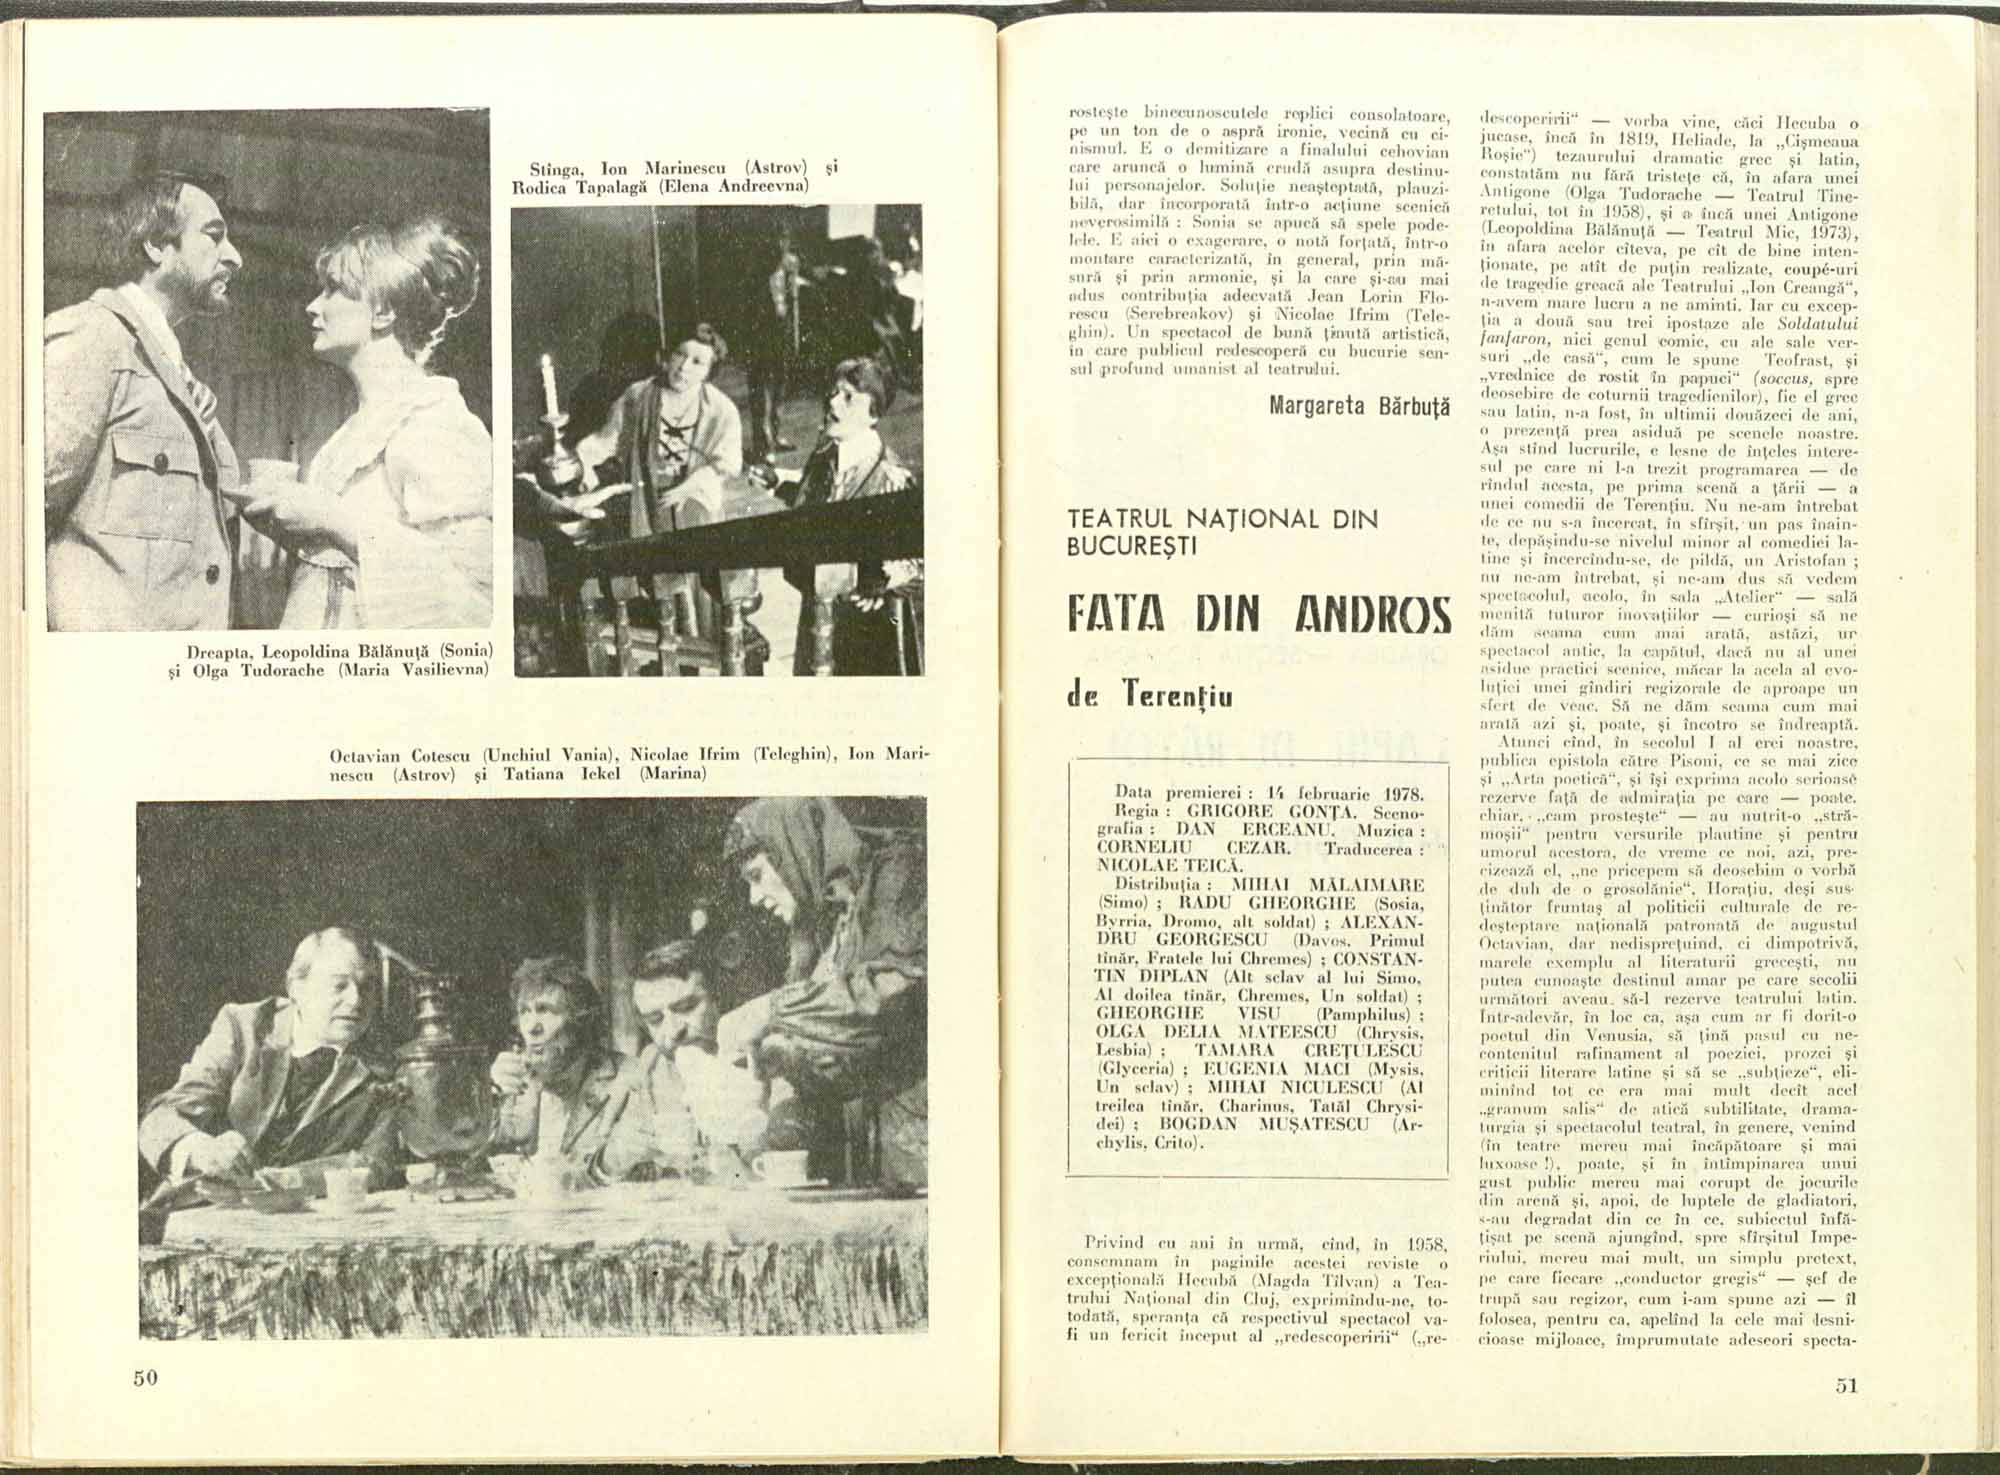 Stînga, Ion Marinescu (Astrov) și
Rodica Tapalagă (Elena Andreevna)
Dreapta, Leopoldina Bălănuță (Sonia)
și Olga Tudorache (Maria Vasilievna)
Octavian Cotescu (Unchiul Vania), Nicolae Ifrim (Teleghin), Ion Mari-
nescu (Astrov) și Tatiana Iekel (Marina)
50
rostește binecunoscutele replici consolatoare,
pe un ton de o aspră ironie, vecină cu ci-
nismul. E o demitizare a finalului cehovian
care aruncă o lumină crudă asupra destinu-
lui personajelor. Soluție neașteptată, plauzi-
bilă, dar încorporată într-o acțiune scenică
neverosimilă : Sonia se apucă să spele pode-
lele. E aici o exagerare, o notă forțată, într-o
montare caracterizată, în general, prin mă-
sură și prin armonie, și la care și-au mai
adus contribuția adecvată Jean Lorin Flo-
rescu (Serebreakov) și Nicolae Ifrim (Tele-
ghin). Un spectacol de bună ținută artistică,
în care publicul redescoperă cu bucurie sen-
sul profund umanist al teatrului.
Margareta Bărbuță
TEATRUL NAȚIONAL DIN
BUCUREȘTI
FATA DIN ANDROS
de Terențiu
Data premierei : 14 februarie 1978.
Regia : GRIGORE GONȚA. Sceno-
grafia : DAN ERCEANU. Muzica :
CORNELIU CEZAR. Traducerea :
NICOLAE TEICĂ.
Distribuția : MIHAI MĂLAIMARE
(Simo) ; RADU GHEORGHE (Sosia,
Byrria, Dromo, alt soldat) ; ALEXAN-
DRU GEORGESCU (Davos, Primul
tînăr, Fratele lui Chremes) ; CONSTAN-
TIN DIPLAN (Alt sclav al lui Simo,
Al doilea tînăr, Chremes, Un soldat) ;
GHEORGHE VISU (Pamphilus) ;
OLGA DELIA MATEESCU (Chrysis,
Lesbia) ; TAMARA CREȚULESCU
(Glyceria) ; EUGENIA MACI (Mysis,
Un sclav) ; MIHAI NICULESCU (Al
treilea tînăr, Charinus, Tatăl Chrysi-
dei) ; BOGDAN MUȘATESCU (Ar-
chylis, Crito).
Privind cu ani în urmă, cînd, în 1958,
consemnam în paginile acestei reviste o
excepțională Hecubă (Magda Tîlvan) a Tea-
trului Național din Cluj, exprimîndu-ne, to-
todată, speranța că respectivul spectacol va
fi un fericit început al „redescoperirii“ („re-
descoperirii“ — vorba vine, căci Hecuba o
jucase, încă în 1819, Heliade, la „Cișmeaua
Roșie“) tezaurului dramatic grec și latin,
constatăm nu fără tristețe că, în afara unei
Antigone (Olga Tudorache — Teatrul Tine-
retului, tot în 1958), și a încă unei Antigone
(Leopoldina Bălănuță — Teatrul Mic, 1973),
în afara acelor cîteva, pe cît de bine inten-
ționate, pe atît de puțin realizate, coupé-uri
de tragedie greacă ale Teatrului „Ion Creangă“,
n-avem mare lucru a ne aminti. Iar cu excep-
ția a două sau trei ipostaze ale Soldatului
fanfaron, nici genul comic, cu ale sale ver-
suri „de casă“, cum le spune Teofrast, și
„vrednice de rostit în papuci“ (soccus, spre
deosebire de coturnii tragedienilor), fie el grec
sau latin, n-a fost, în ultimii douăzeci de ani,
o prezență prea asiduă pe scenele noastre.
Așa stînd lucrurile, e lesne de înțeles intere-
sul pe care ni l-a trezit programarea — de
rîndul acesta, pe prima scenă a țării — a
unei comedii de Terențiu. Nu ne-am întrebat
de ce nu s-a încercat, în sfîrșit, un pas înain-
te, depășindu-se nivelul minor al comediei la-
tine și încercîndu-se, de pildă, un Aristofan ;
nu ne-am întrebat, și ne-am dus să vedem
spectacolul, acolo, în sala „Atelier“ — sală
menită tuturor inovațiilor — curioși să ne
dăm seama cum mai arată, astăzi, un
spectacol antic, la capătul, dacă nu al unei
asidue practici scenice, măcar la acela al evo-
luției unei gîndiri regizorale de aproape un
sfert de veac. Să ne dăm seama cum mai
arată azi și, poate, și încotro se îndreaptă.
Atunci cînd, în secolul I al erei noastre,
publica epistola către Pisoni, ce se mai zice
și „Arta poetică“, și își exprima acolo serioase
rezerve față de admirația pe care — poate,
chiar, „cam prostește“ — au nutrit-o „stră-
moșii“ pentru versurile plautine și pentru
umorul acestora, de vreme ce noi, azi, pre-
cizează el, „ne pricepem să deosebim o vorbă
de duh de o grosolănie“, Horațiu, deși sus-
ținător fruntaș al politicii culturale de re-
deșteptare națională patronată de augustul
Octavian, dar nedisprețuind, ci dimpotrivă,
marele exemplu al literaturii grecești, nu
putea cunoaște destinul amar pe care secolii
următori aveau să-l rezerve teatrului latin.
Într-adevăr, în loc ca, așa cum ar fi dorit-o
poetul din Venusia, să țină pasul cu ne-
contenitul rafinament al poeziei, prozei și
criticii literare latine și să se „subțieze“, eli-
minînd tot ce era mai mult decît acel
„granum salis“ de atică subtilitate, drama-
turgia și spectacolul teatral, în genere, venind
(în teatre mereu mai încăpătoare și mai
luxoase !), poate, și în întîmpinarea unui
gust public mereu mai corupt de jocurile
din arenă și, apoi, de luptele de gladiatori,
s-au degradat din ce în ce, subiectul înfă-
țișat pe scenă ajungînd, spre sfîrșitul Impe-
riului, mereu mai mult, un simplu pretext,
pe care fiecare „conductor gregis“ — șef de
trupă sau regizor, cum i-am spune azi — îl
folosea, pentru ca, apelînd la cele mai lesni-
cioase mijloace, împrumutate adeseori specta-
51